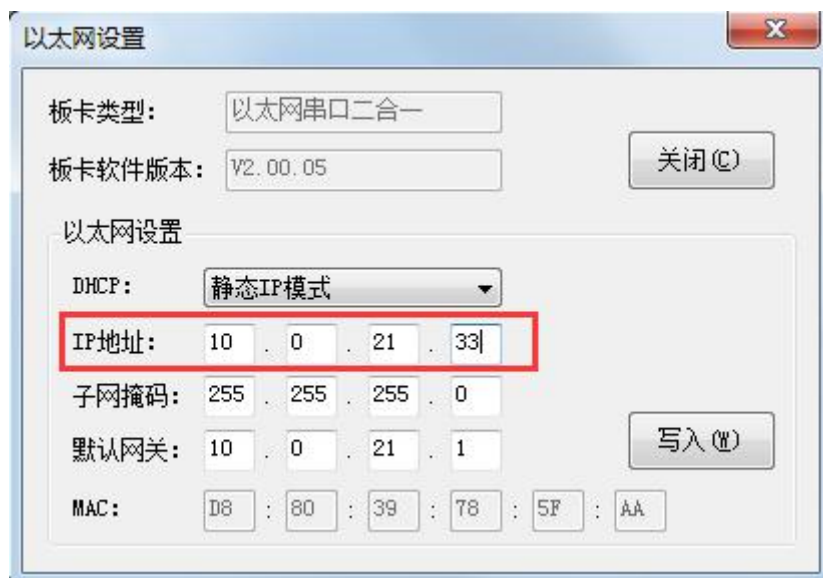 以太网设置
板卡类型: 以太网串口二合一
板卡软件版本: V2.00.05
关闭(C)
以太网设置
DHCP: 静态IP模式
IP地址: 10 . 0 . 21 . 33
子网掩码: 255 . 255 . 255 . 0
默认网关: 10 . 0 . 21 . 1
写入(W)
MAC: D8 : 80 : 39 : 78 : 5F : AA